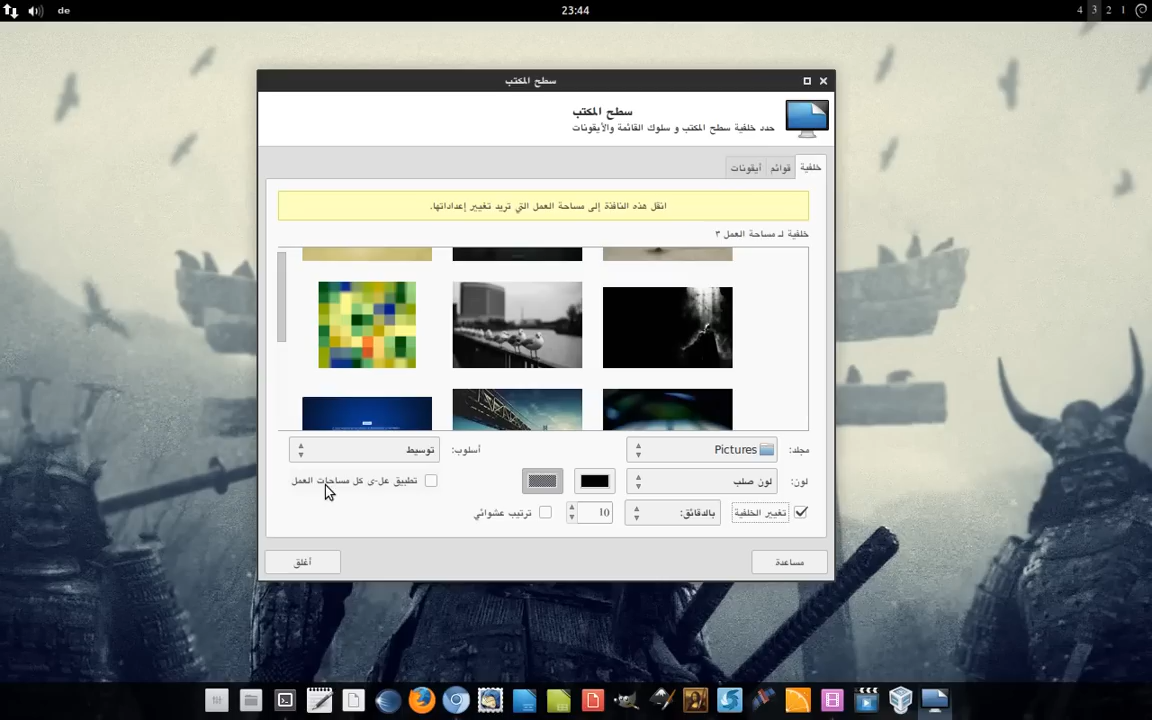 de
23:44
4 3 2 1
سطح المكتب
سطح المكتب
حدد خلفية سطح المكتب و سلوك القائمة والأيقونات
خلفية قوائم أيقونات
انقل هذه النافذة إلى مساحة العمل التي تريد تغيير إعداداتها.
خلفية لـ مساحة العمل ٣
مجلد: Pictures أسلوب: توسيط
لون: لون صلب تطبيق عل-ى كل مساحات العمل
تغيير الخلفية بالدقائق: 10 ترتيب عشوائي
مساعدة أغلق